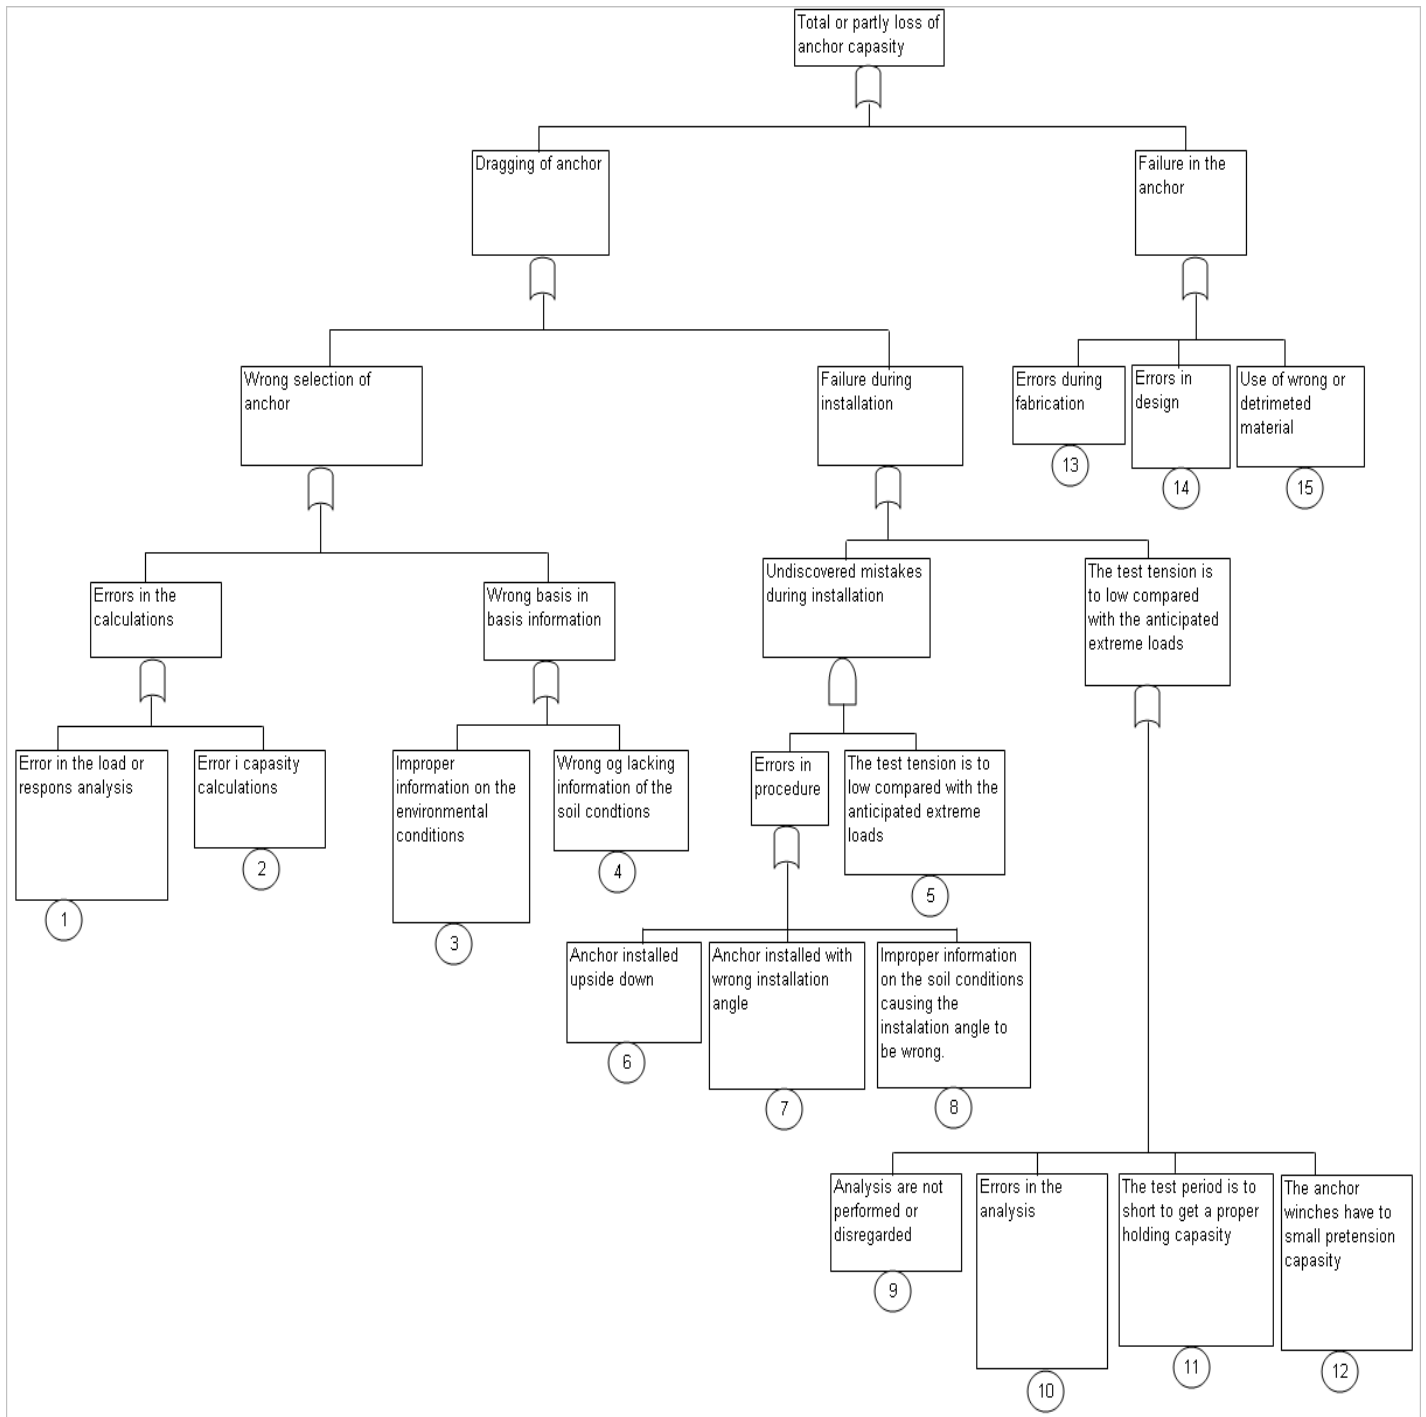 Total or partly loss of
anchor capasity
Dragging of anchor
Failure in the
anchor
Wrong selection of
anchor
Failure during
installation
Errors during
fabrication
13
Errors in
design
14
Use of wrong or
detrimeted
material
15
Errors in the
calculations
Wrong basis in
basis information
Undiscovered mistakes
during installation
The test tension is
to low compared
with the anticipated
extreme loads
Error in the load or
respons analysis
1
Error i capasity
calculations
2
Improper
information on the
environmental
conditions
3
Wrong og lacking
information of the
soil condtions
4
Errors in
procedure
The test tension is to
low compared with the
anticipated extreme
loads
5
Anchor installed
upside down
6
Anchor installed with
wrong installation
angle
7
Improper information
on the soil conditions
causing the
instalation angle to
be wrong.
8
Analysis are not
performed or
disregarded
9
Errors in the
analysis
10
The test period is to
short to get a proper
holding capasity
11
The anchor
winches have to
small pretension
capasity
12